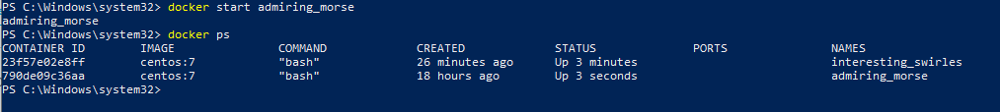 PS C:\Windows\system32> docker start admiring_morse
admiring_morse
PS C:\Windows\system32> docker ps
CONTAINER ID IMAGE COMMAND CREATED STATUS PORTS NAMES
23f57e02e8ff centos:7 "bash" 26 minutes ago Up 3 minutes interesting_swirles
790de09c36aa centos:7 "bash" 18 hours ago Up 3 seconds admiring_morse
PS C:\Windows\system32>